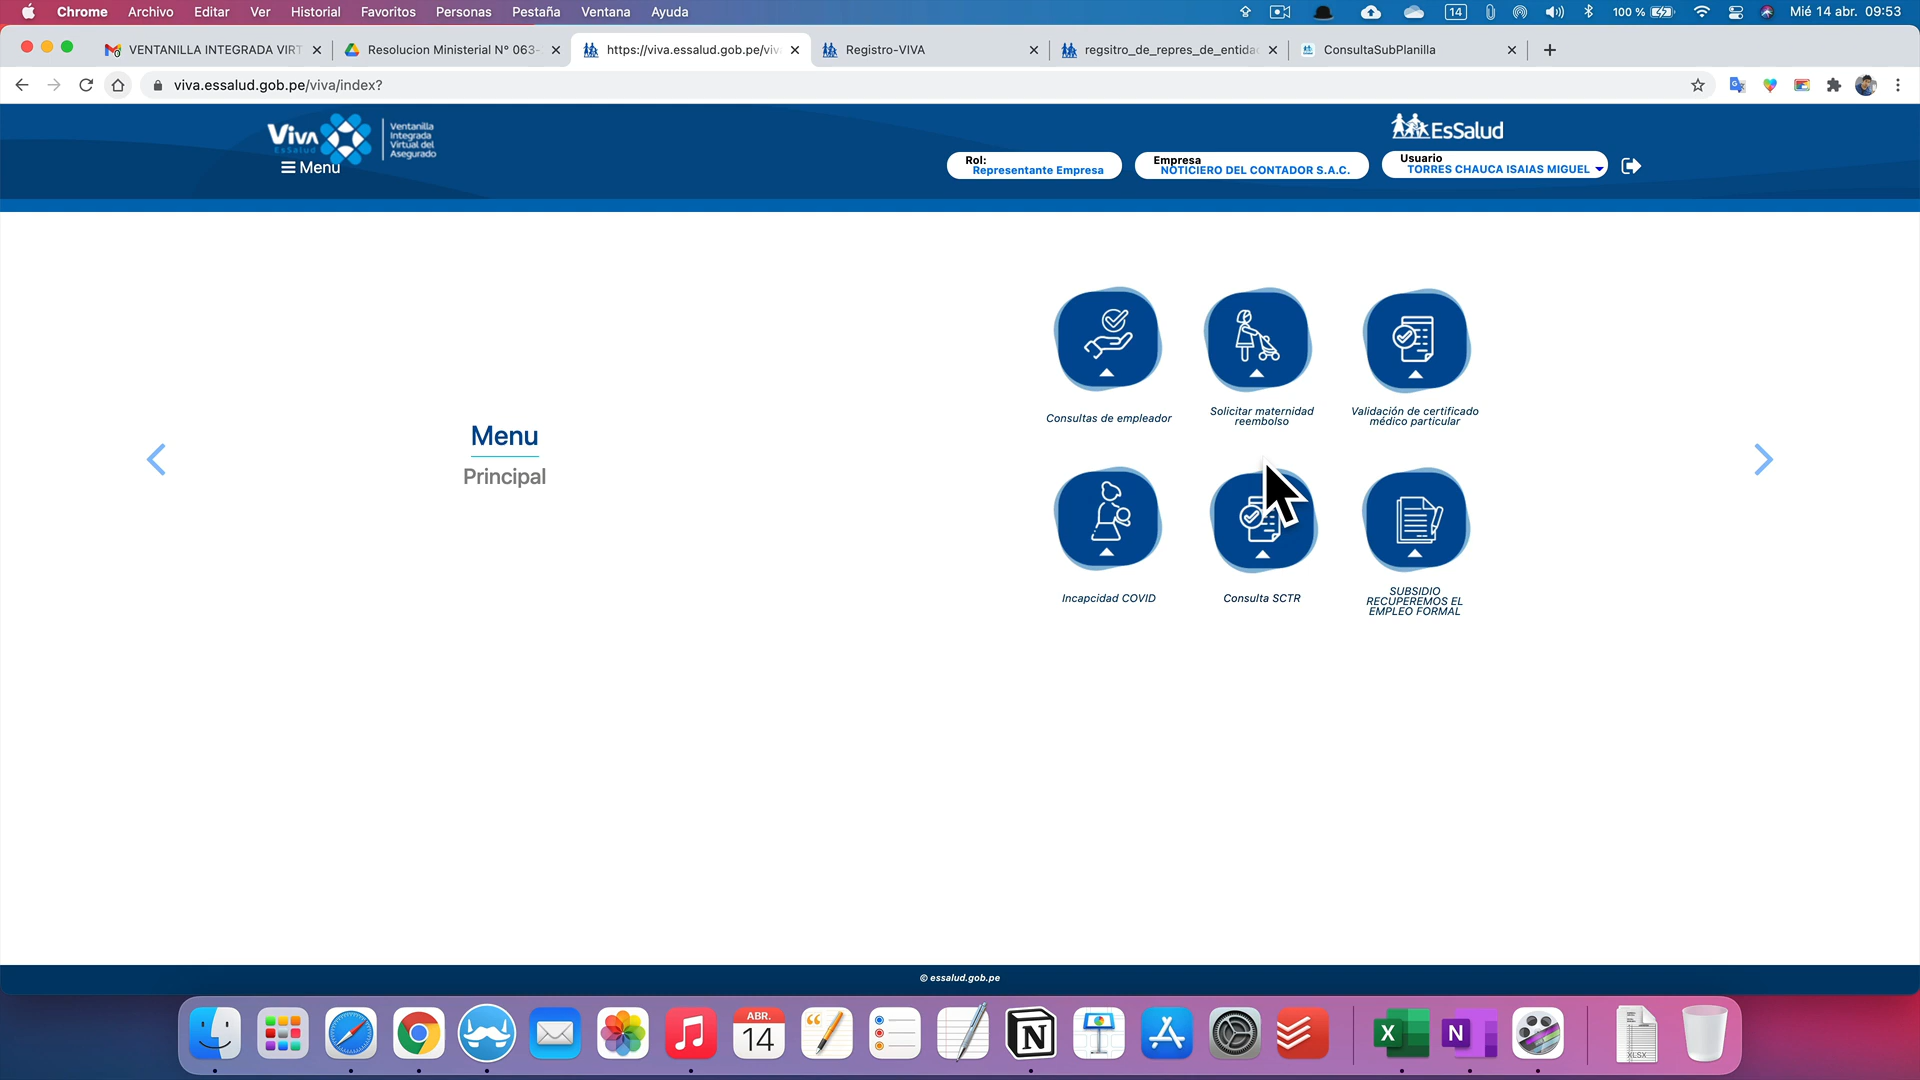 Chrome Archivo Editar Ver Historial Favoritos Personas Pestaña Ventana Ayuda
14 100 % Mié 14 abr. 09:53
VENTANILLA INTEGRADA VIRT
Resolucion Ministerial N° 063-
https://viva.essalud.gob.pe/viv
Registro-VIVA
regsitro_de_repres_de_entida
ConsultaSubPlanilla
viva.essalud.gob.pe/viva/index?
Viva
EsSalud
Ventanilla
Integrada
Virtual del
Asegurado
Menu
EsSalud
Rol:
Representante Empresa
Empresa
NOTICIERO DEL CONTADOR S.A.C.
Usuario
TORRES CHAUCA ISAIAS MIGUEL
Menu
Principal
Consultas de empleador
Solicitar maternidad
reembolso
Validación de certificado
médico particular
Incapcidad COVID
Consulta SCTR
SUBSIDIO
RECUPEREMOS EL
EMPLEO FORMAL
© essalud.gob.pe
ABR.
14
N
X
N
XLSX